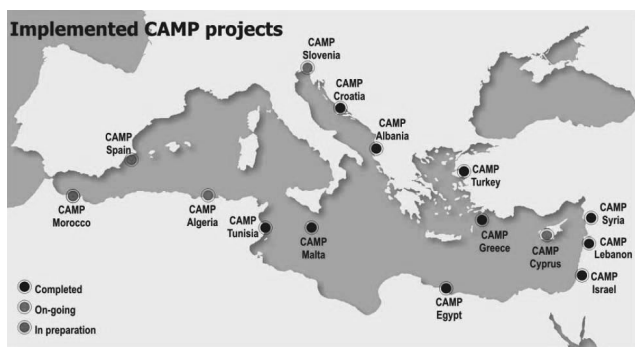 Implemented CAMP projects
CAMP
Slovenia
CAMP
Croatia
CAMP
Albania
CAMP
Spain
CAMP
Turkey
CAMP
Morocco
CAMP
Algeria
CAMP
Tunisia
CAMP
Malta
CAMP
Greece
CAMP
Cyprus
CAMP
Syria
CAMP
Lebanon
CAMP
Israel
CAMP
Egypt
Completed
On-going
In preparation